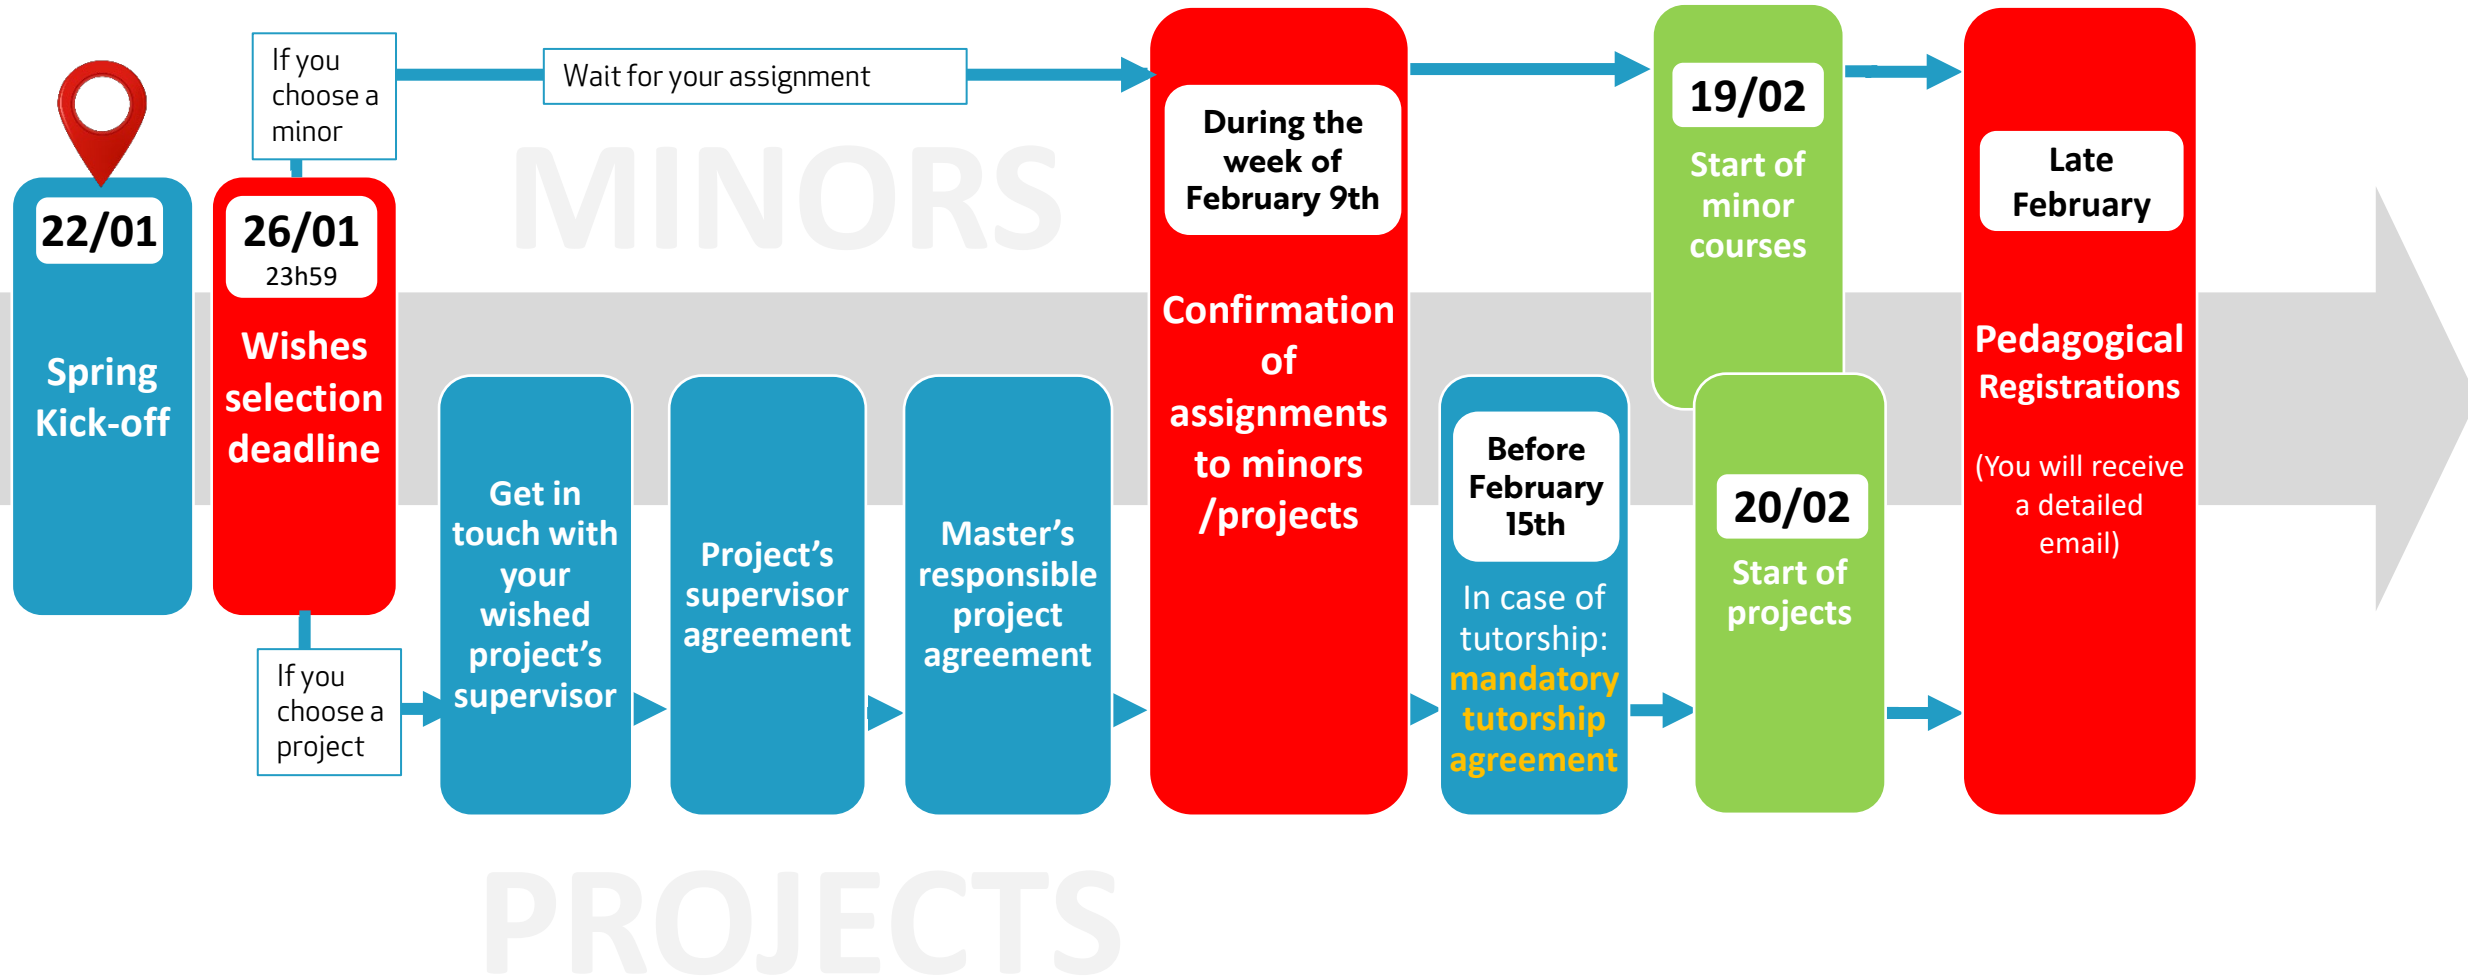 22/01
Spring
Kick-off
26/01
23h59
Wishes
selection
deadline
If you
choose a
minor
Wait for your assignment
MINORS
If you
choose a
project
Get in
touch with
your
wished
project’s
supervisor
Project’s
supervisor
agreement
Master’s
responsible
project
agreement
During the
week of
February 9th
Confirmation
of
assignments
to minors
/projects
Before
February
15th
In case of
tutorship:
mandatory
tutorship
agreement
19/02
Start of
minor
courses
20/02
Start of
projects
Late
February
Pedagogical
Registrations
(You will receive
a detailed
email)
PROJECTS